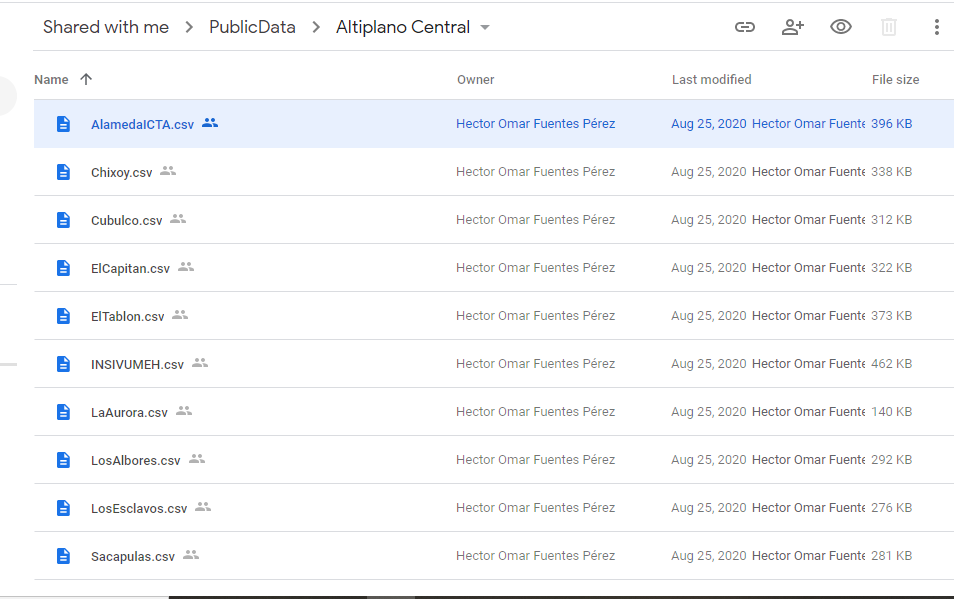 Shared with me > PublicData > Altiplano Central
Name Owner Last modified File size
AlamedaICTA.csv Hector Omar Fuentes Pérez Aug 25, 2020 Hector Omar Fuente 396 KB
Chixoy.csv Hector Omar Fuentes Pérez Aug 25, 2020 Hector Omar Fuente 338 KB
Cubulco.csv Hector Omar Fuentes Pérez Aug 25, 2020 Hector Omar Fuente 312 KB
ElCapitan.csv Hector Omar Fuentes Pérez Aug 25, 2020 Hector Omar Fuente 322 KB
ElTablon.csv Hector Omar Fuentes Pérez Aug 25, 2020 Hector Omar Fuente 373 KB
INSIVUMEH.csv Hector Omar Fuentes Pérez Aug 25, 2020 Hector Omar Fuente 462 KB
LaAurora.csv Hector Omar Fuentes Pérez Aug 25, 2020 Hector Omar Fuente 140 KB
LosAlbores.csv Hector Omar Fuentes Pérez Aug 25, 2020 Hector Omar Fuente 292 KB
LosEsclavos.csv Hector Omar Fuentes Pérez Aug 25, 2020 Hector Omar Fuente 276 KB
Sacapulas.csv Hector Omar Fuentes Pérez Aug 25, 2020 Hector Omar Fuente 281 KB